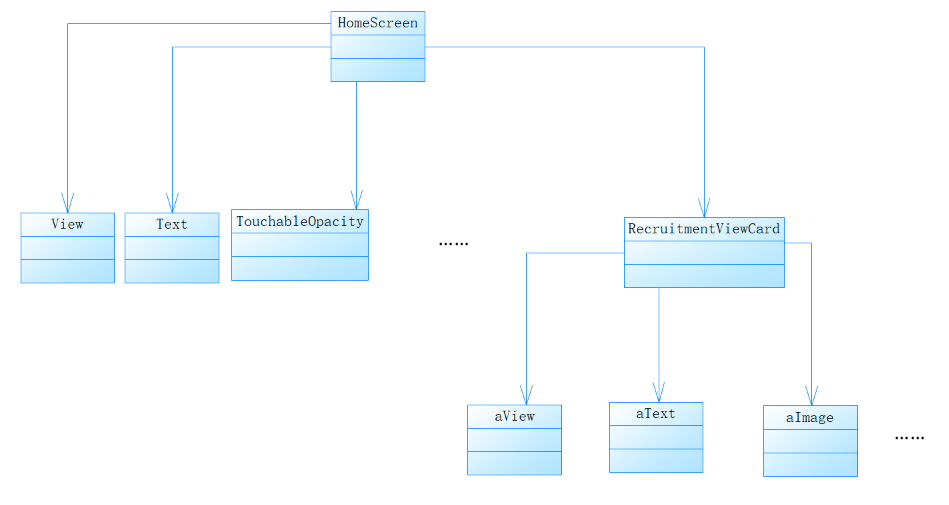 HomeScreen
View
Text
TouchableOpacity
……
RecruitmentViewCard
aView
aText
aImage
……